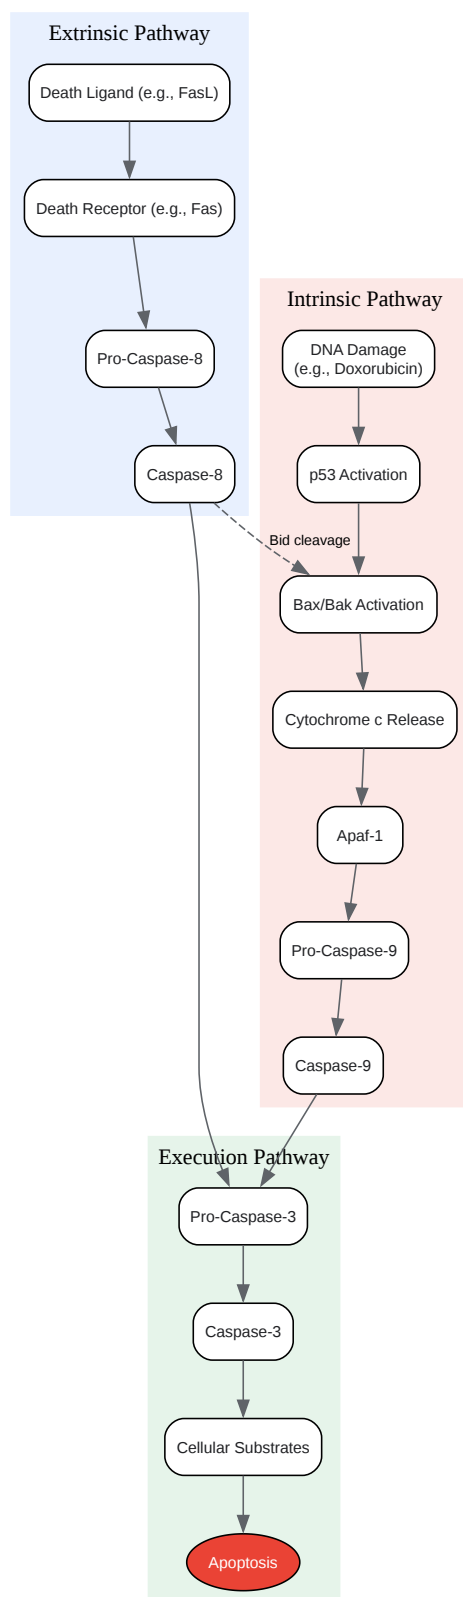 Extrinsic Pathway
Death Ligand (e.g., FasL)
Death Receptor (e.g., Fas)
Pro-Caspase-8
Caspase-8
Intrinsic Pathway
DNA Damage
(e.g., Doxorubicin)
p53 Activation
Bid cleavage
Bax/Bak Activation
Cytochrome c Release
Apaf-1
Pro-Caspase-9
Caspase-9
Execution Pathway
Pro-Caspase-3
Caspase-3
Cellular Substrates
Apoptosis